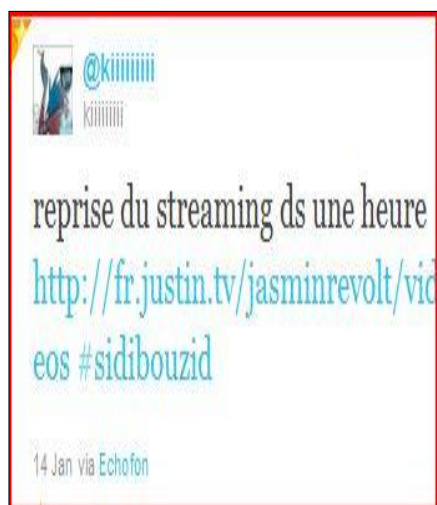 @kiiiiiiiii
kiiiiiiiii
reprise du streaming ds une heure
http://fr.justin.tv/jasminrevolt/vid
eos #sidibouzid
14 Jan via Echofon